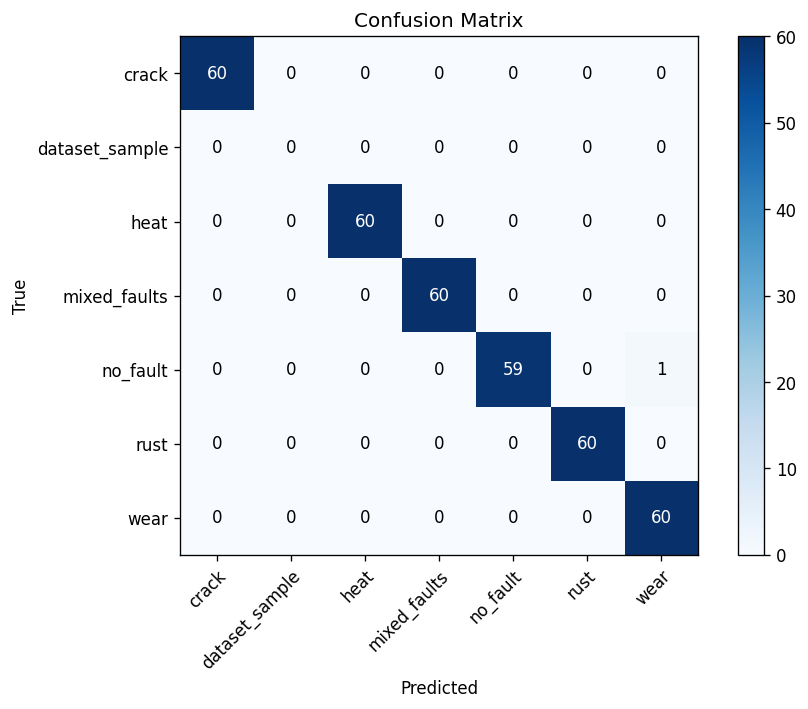 Confusion Matrix
crack 60 0 0 0 0 0 0
dataset_sample 0 0 0 0 0 0 0
heat 0 0 60 0 0 0 0
mixed_faults 0 0 0 60 0 0 0
no_fault 0 0 0 0 59 0 1
rust 0 0 0 0 0 60 0
wear 0 0 0 0 0 0 60
True
crack
dataset_sample
heat
mixed_faults
no_fault
rust
wear
Predicted
60
50
40
30
20
10
0